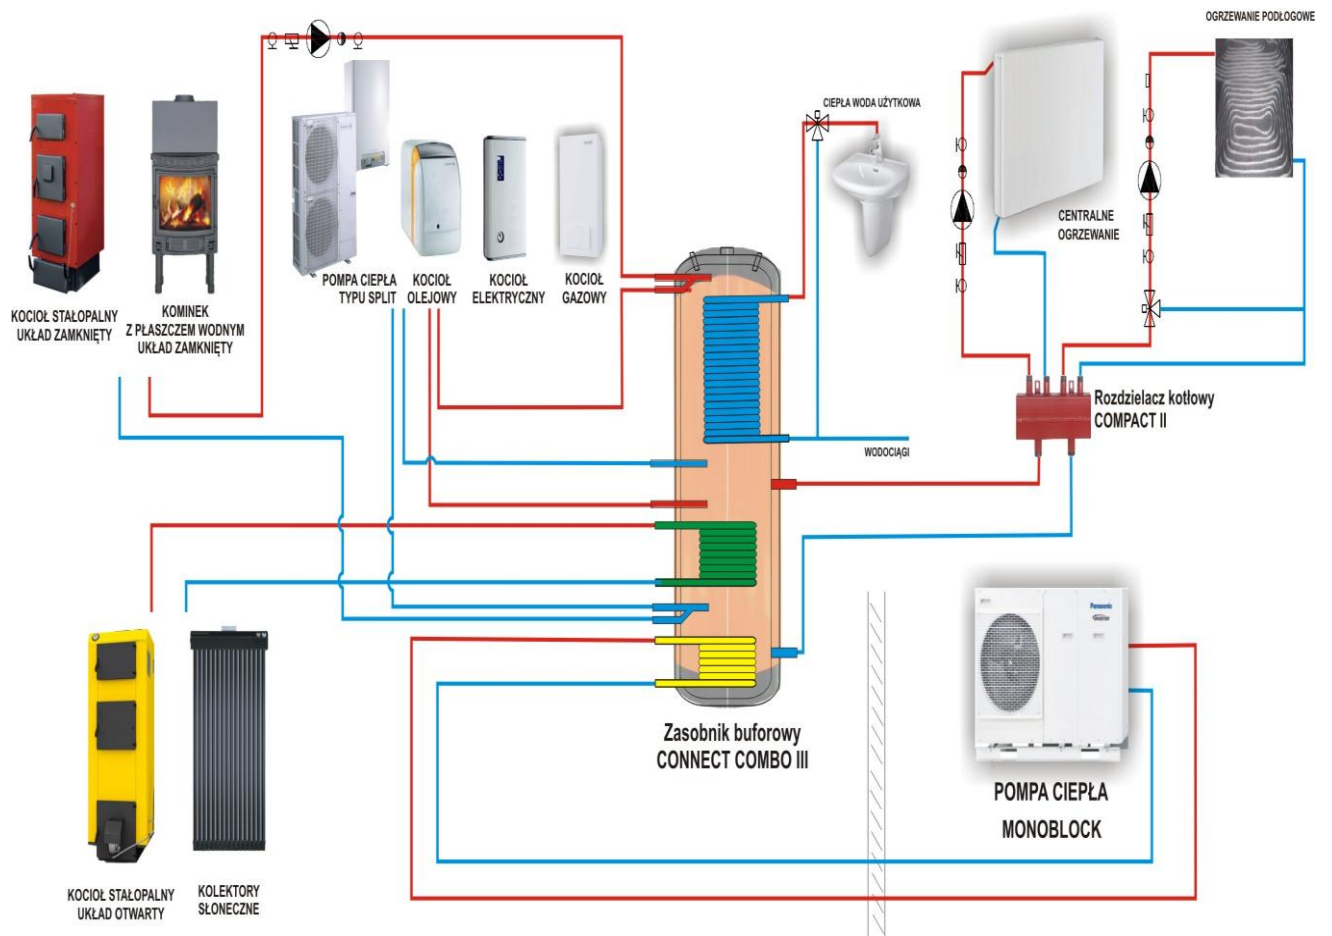 OGRZEWANIE PODŁOGOWE
CIEPŁA WODA UŻYTKOWA
CENTRALNE
OGRZEWANIE
POMPA CIEPŁA
TYPU SPLIT
KOCIOŁ
OLEJOWY
KOCIOŁ
ELEKTRYCZNY
KOCIOŁ
GAZOWY
KOCIOŁ STAŁOPALNY
UKŁAD ZAMKNIĘTY
KOMINEK
Z PŁASZCZEM WODNYM
UKŁAD ZAMKNIĘTY
Rozdzielacz kotłowy
COMPACT II
WODOCIĄGI
Panasonic
Zasobnik buforowy
CONNECT COMBO III
POMPA CIEPŁA
MONOBLOCK
KOCIOŁ STAŁOPALNY
UKŁAD OTWARTY
KOLEKTORY
SŁONECZNE